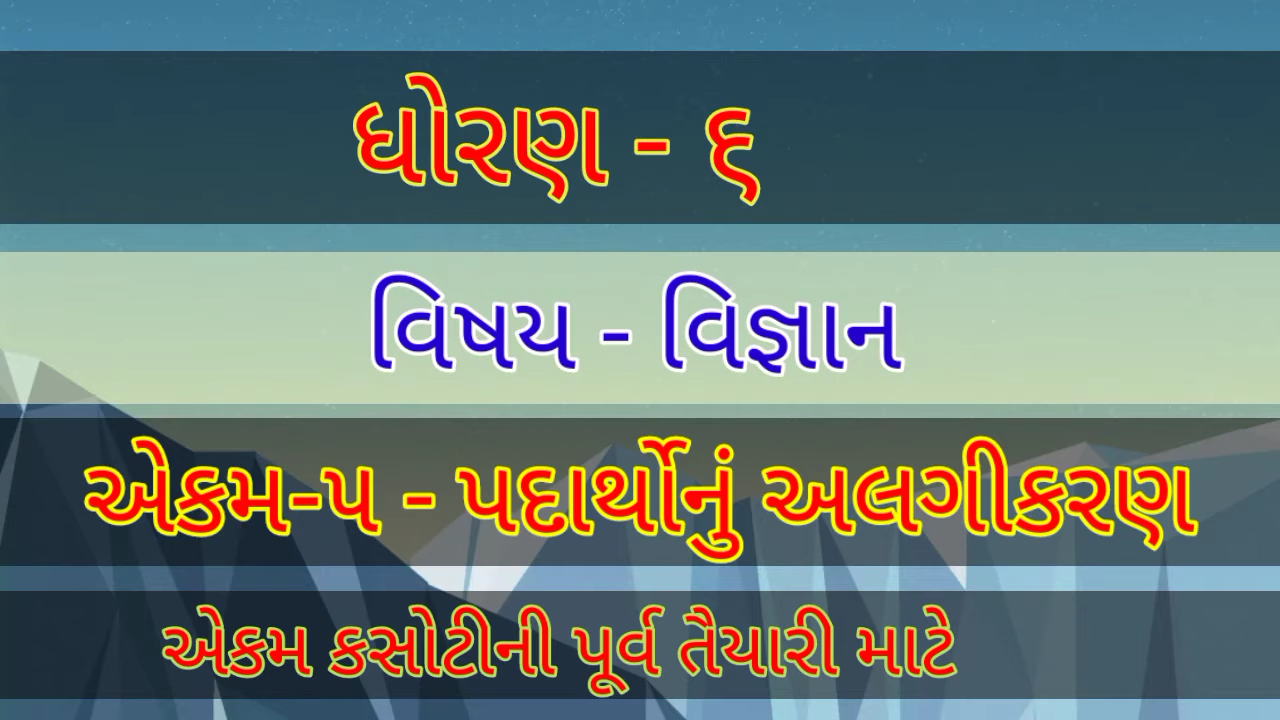 ધોરણ - ૬
વિષય - વિજ્ઞાન
એકમ-૫ - પદાર્થોનું અલગીકરણ
એકમ કસોટીની પૂર્વ તૈયારી માટે